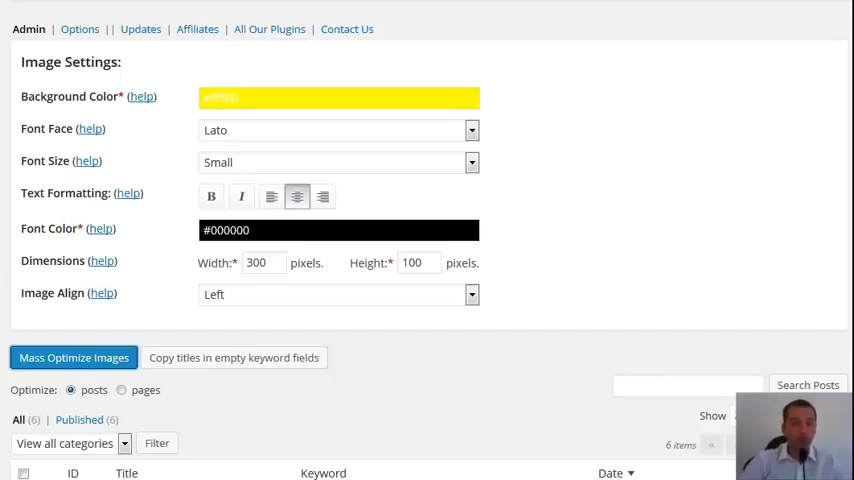 Admin | Options || Updates | Affiliates | All Our Plugins | Contact Us
Image Settings:
Background Color* (help)
Font Face (help) Lato
Font Size (help) Small
Text Formatting: (help) B I
Font Color* (help) #000000
Dimensions (help) Width:* 300 pixels. Height:* 100 pixels.
Image Align (help) Left
Mass Optimize Images Copy titles in empty keyword fields
Optimize: posts pages Search Posts
All (6) | Published (6) Show
View all categories Filter 6 items «
ID Title Keyword Date